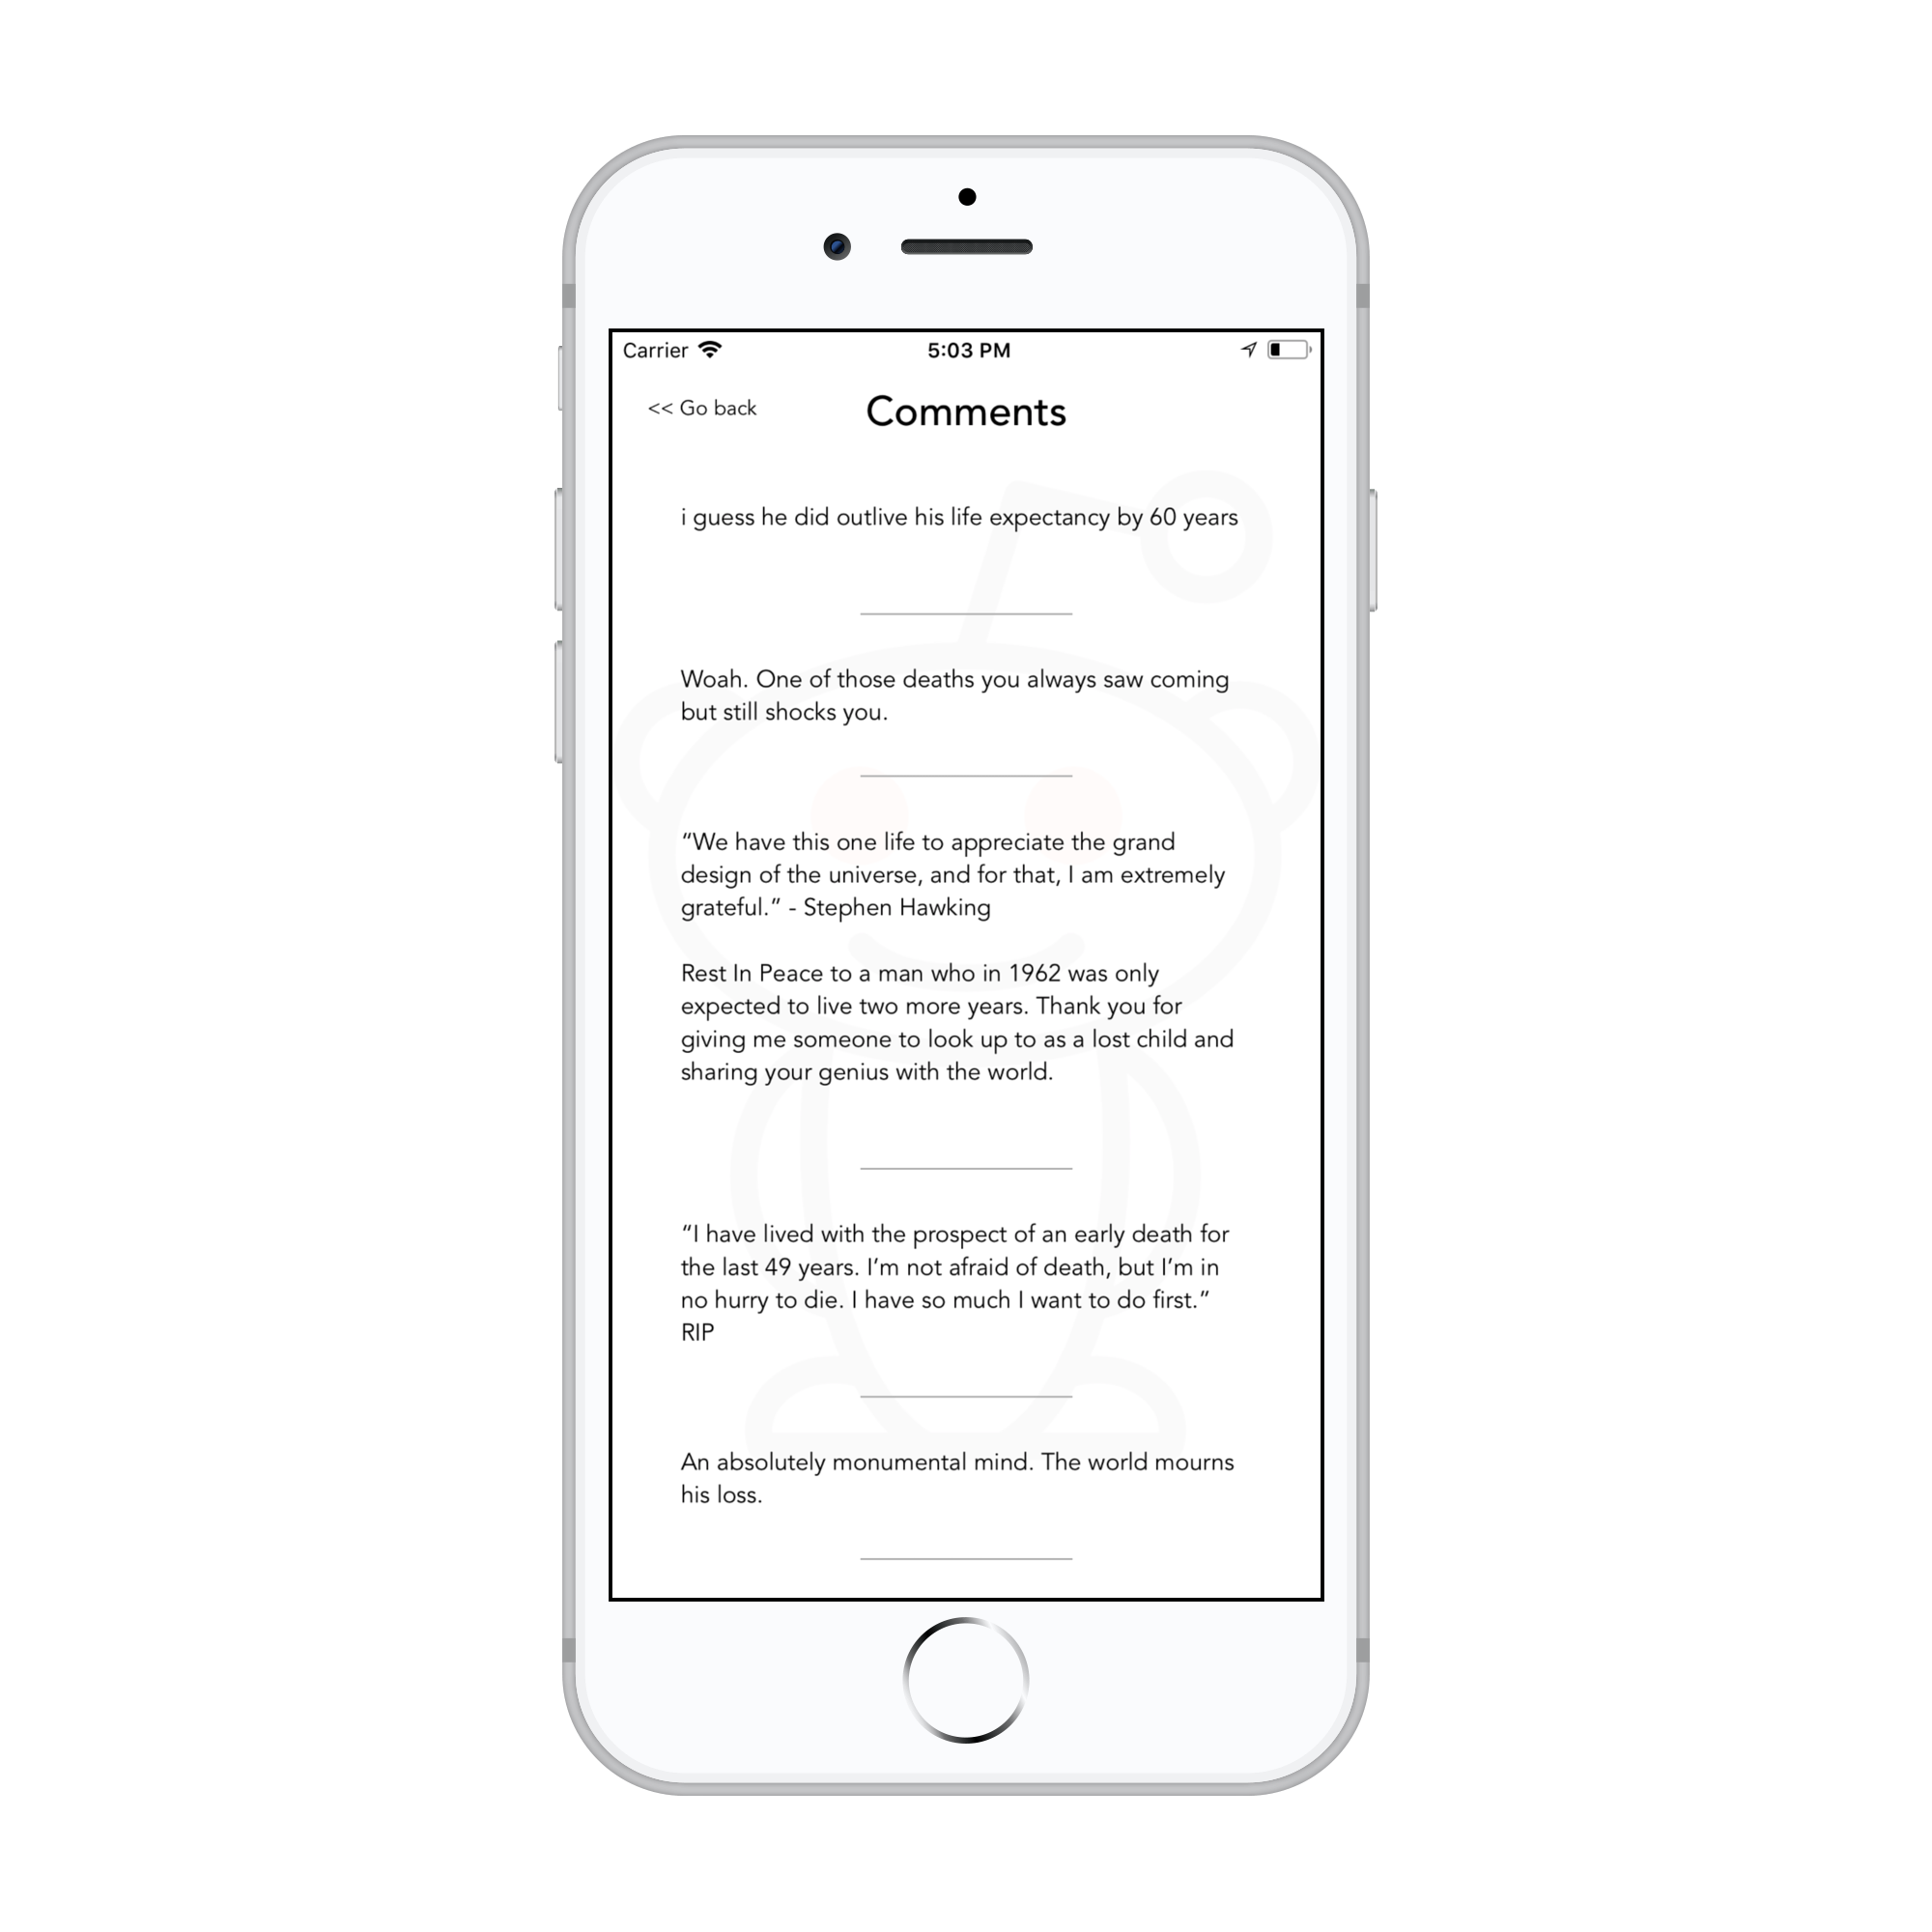 Carrier 5:03 PM
<< Go back Comments
i guess he did outlive his life expectancy by 60 years
Woah. One of those deaths you always saw coming
but still shocks you.
“We have this one life to appreciate the grand
design of the universe, and for that, I am extremely
grateful.” - Stephen Hawking
Rest In Peace to a man who in 1962 was only
expected to live two more years. Thank you for
giving me someone to look up to as a lost child and
sharing your genius with the world.
“I have lived with the prospect of an early death for
the last 49 years. I’m not afraid of death, but I’m in
no hurry to die. I have so much I want to do first.”
RIP
An absolutely monumental mind. The world mourns
his loss.